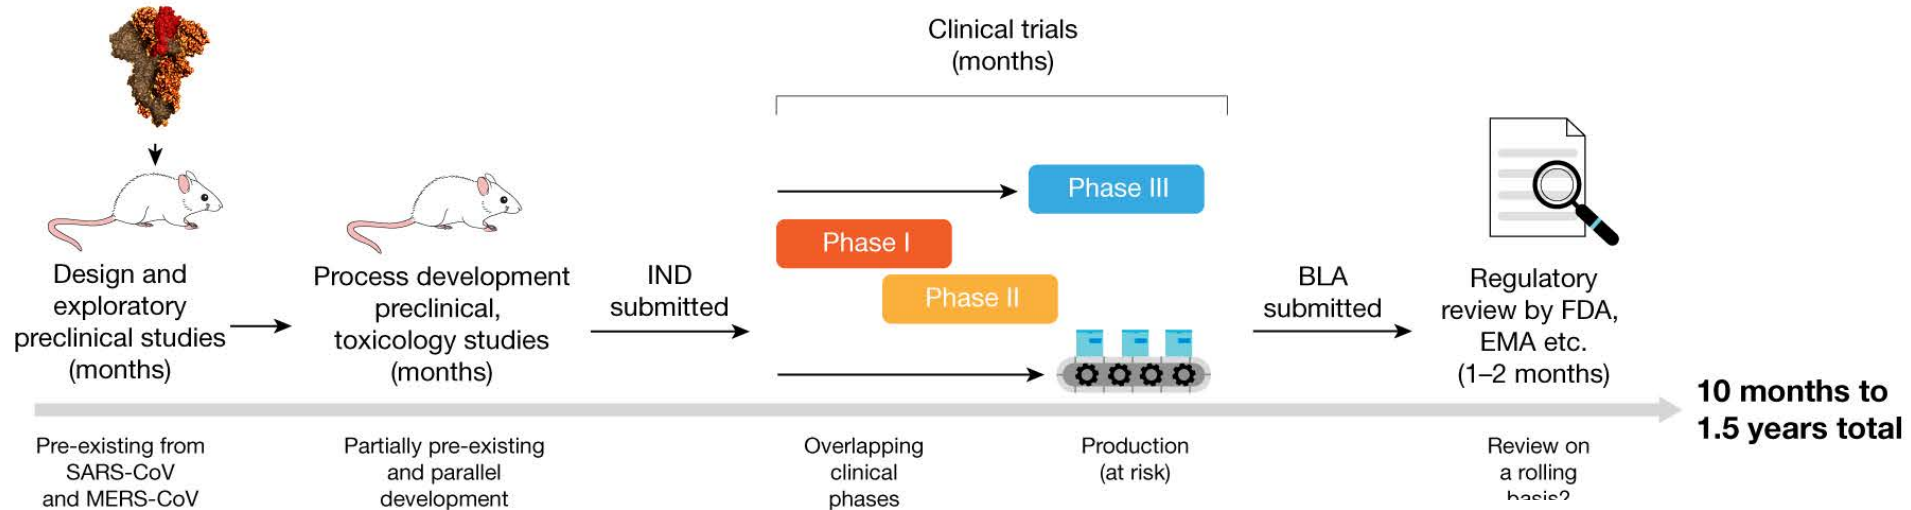 Clinical trials
(months)
Phase III
Phase I
Phase II
Design and
exploratory
preclinical studies
(months)
Process development
preclinical,
toxicology studies
(months)
IND
submitted
BLA
submitted
Regulatory
review by FDA,
EMA etc.
(1–2 months)
10 months to
1.5 years total
Pre-existing from
SARS-CoV
and MERS-CoV
Partially pre-existing
and parallel
development
Overlapping
clinical
phases
Production
(at risk)
Review on
a rolling
basis?